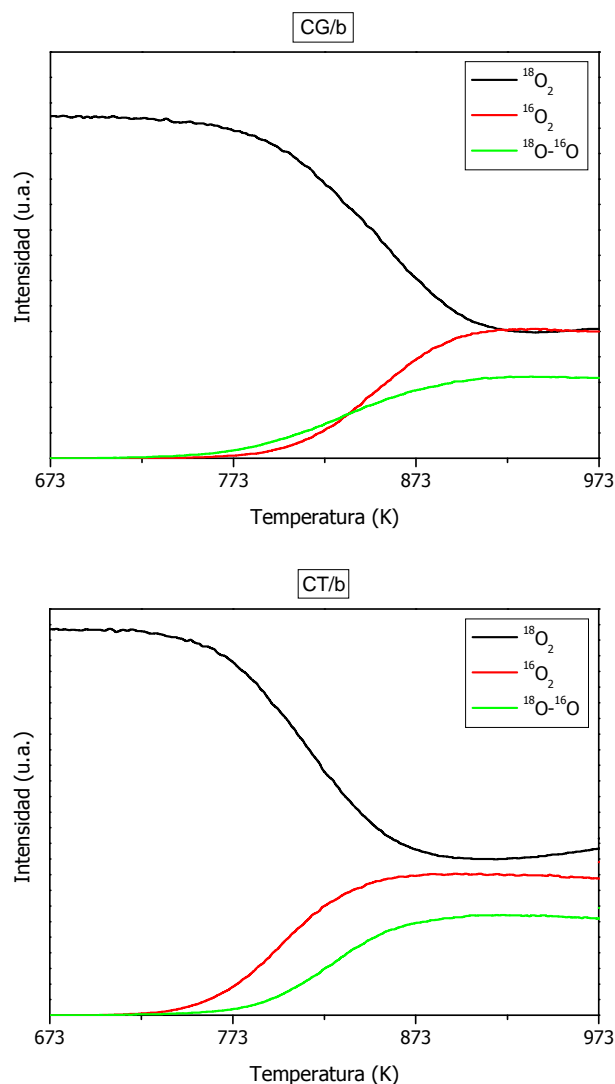 CG/b
18O2
16O2
18O-16O
Intensidad (u.a.)
673 773 873 973
Temperatura (K)
CT/b
18O2
16O2
18O-16O
Intensidad (u.a.)
673 773 873 973
Temperatura (K)